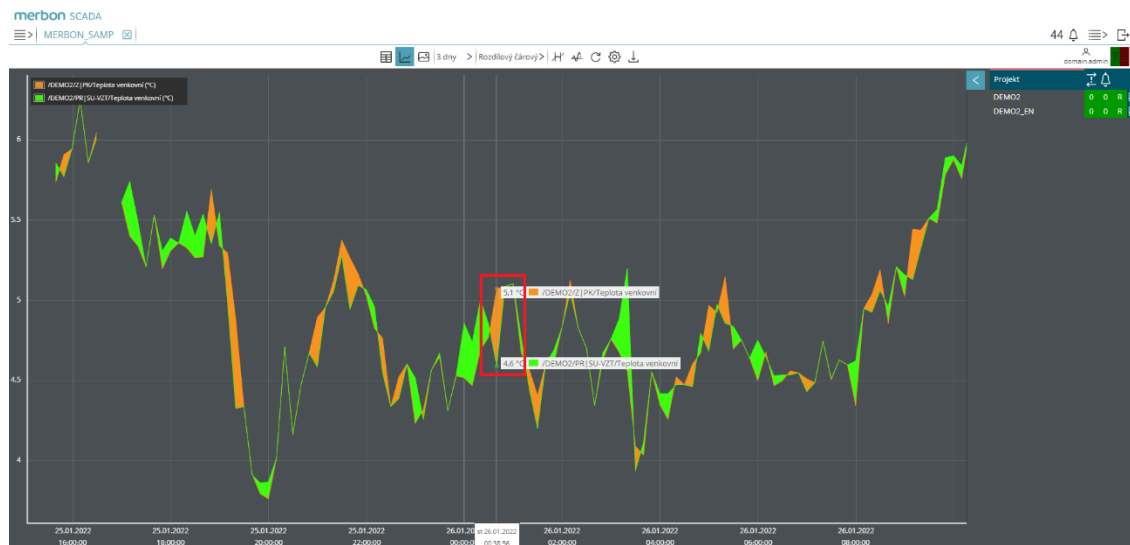 merbon SCADA
MERBON_SAMP
44
3 dny > Rozdílový čárový >
domain.admin
/DEMO2/Z|PK/Teplota venkovní (°C)
/DEMO2/PR|SU-VZT/Teplota venkovní (°C)
Projekt
DEMO2 0 0 R
DEMO2_EN 0 0 R
6
5.5
5
4.5
4
5.1 °C /DEMO2/Z|PK/Teplota venkovní
4.6 °C /DEMO2/PR|SU-VZT/Teplota venkovní
25.01.2022 25.01.2022 25.01.2022 25.01.2022 26.01.20 st 26.01.2022 26.01.2022 26.01.2022 26.01.2022 26.01.2022
16:00:00 18:00:00 20:00:00 22:00:00 00:00:0 00:38:56 02:00:00 04:00:00 06:00:00 08:00:00